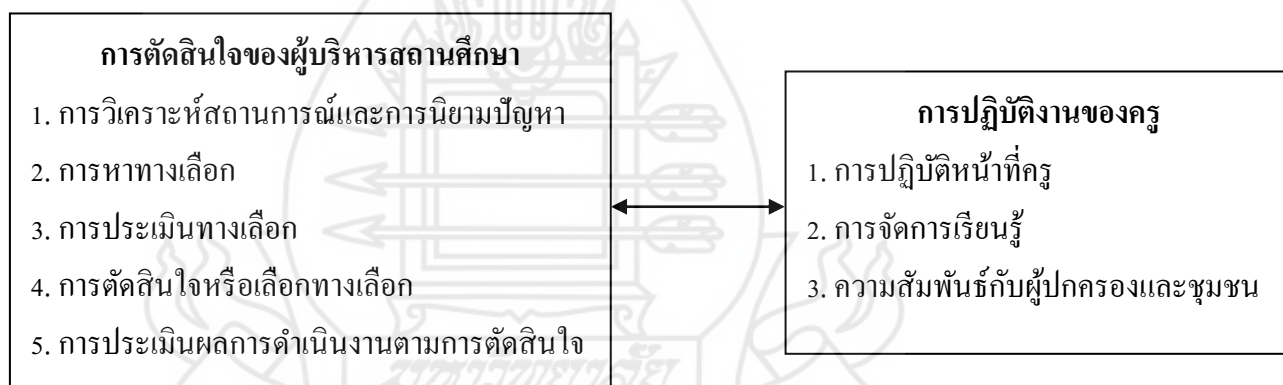 การตัดสินใจของผู้บริหารสถานศึกษา
1. การวิเคราะห์สถานการณ์และการนิยามปัญหา
2. การหาทางเลือก
3. การประเมินทางเลือก
4. การตัดสินใจหรือเลือกทางเลือก
5. การประเมินผลการดำเนินงานตามการตัดสินใจ
การปฏิบัติงานของครู
1. การปฏิบัติหน้าที่ครู
2. การจัดการเรียนรู้
3. ความสัมพันธ์กับผู้ปกครองและชุมชน